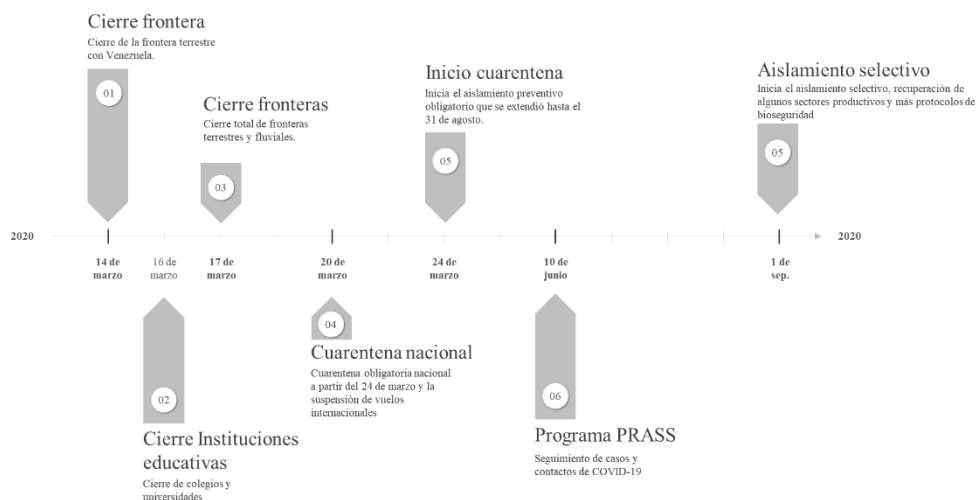 Cierre frontera
Cierre de la frontera terrestre
con Venezuela.
01
Cierre fronteras
Cierre total de fronteras
terrestres y fluviales.
03
Inicio cuarentena
Inicia el aislamiento preventivo
obligatorio que se extendió hasta el
31 de agosto.
05
Aislamiento selectivo
Inicia el aislamiento selectivo, recuperación de
algunos sectores productivos y más protocolos de
bioseguridad
05
2020
2020
14 de
marzo
16 de
marzo
17 de
marzo
20 de
marzo
24 de
marzo
10 de
junio
1 de
sep.
02
Cierre Instituciones
educativas
Cierre de colegios y
universidades
04
Cuarentena nacional
Cuarentena obligatoria nacional
a partir del 24 de marzo y la
suspensión de vuelos
internacionales
06
Programa PRASS
Seguimiento de casos y
contactos de COVID-19